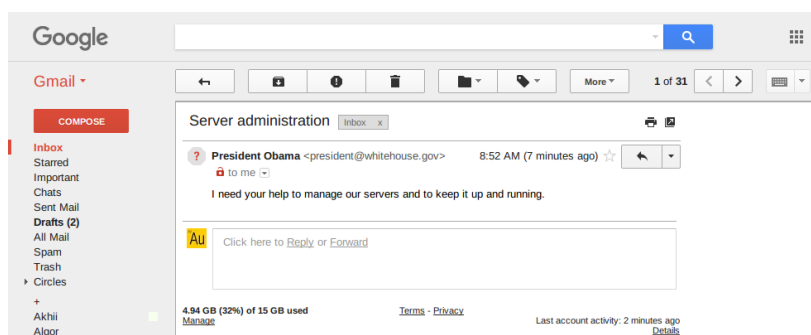 Google
Gmail
More
1 of 31
COMPOSE
Server administration
Inbox x
Inbox
Starred
Important
Chats
Sent Mail
Drafts (2)
All Mail
Spam
Trash
Circles
+
Akhii
Algor
? President Obama <president@whitehouse.gov> 8:52 AM (7 minutes ago)
to me
I need your help to manage our servers and to keep it up and running.
Au
Click here to Reply or Forward
4.94 GB (32%) of 15 GB used
Manage
Terms - Privacy
Last account activity: 2 minutes ago
Details